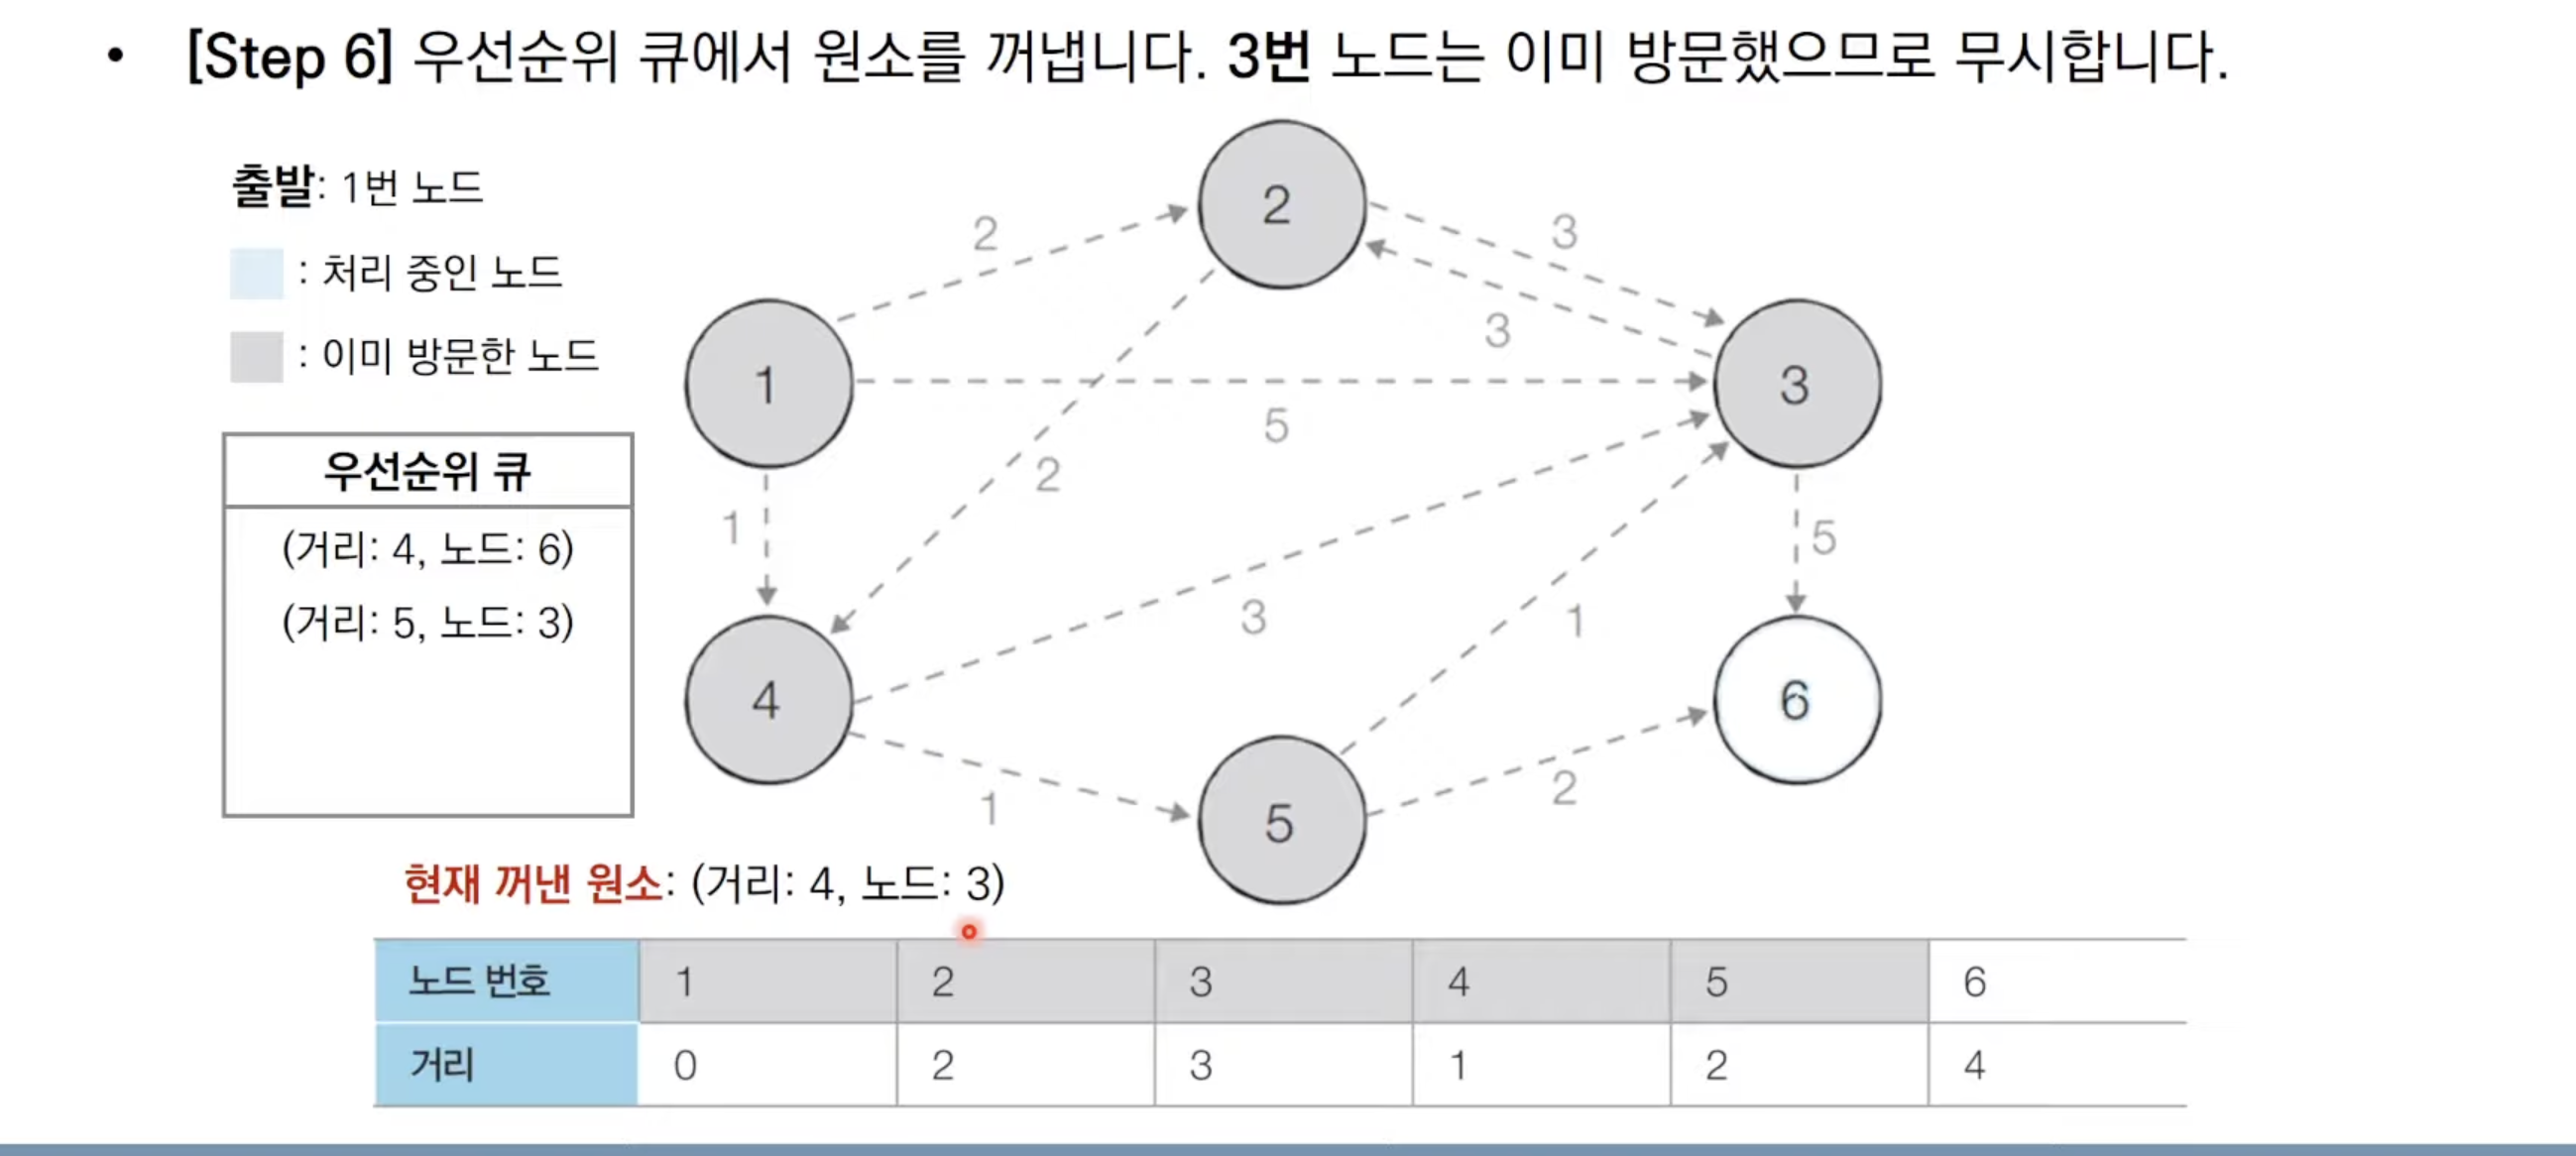 • [Step 6] 우선순위 큐에서 원소를 꺼냅니다. 3번 노드는 이미 방문했으므로 무시합니다.
출발: 1번 노드
: 처리 중인 노드
: 이미 방문한 노드
우선순위 큐
(거리: 4, 노드: 6)
(거리: 5, 노드: 3)
2
2
3
3
1
5
3
2
1
5
3
1
4
6
2
1
5
현재 꺼낸 원소: (거리: 4, 노드: 3)
노드 번호 1 2 3 4 5 6
거리 0 2 3 1 2 4